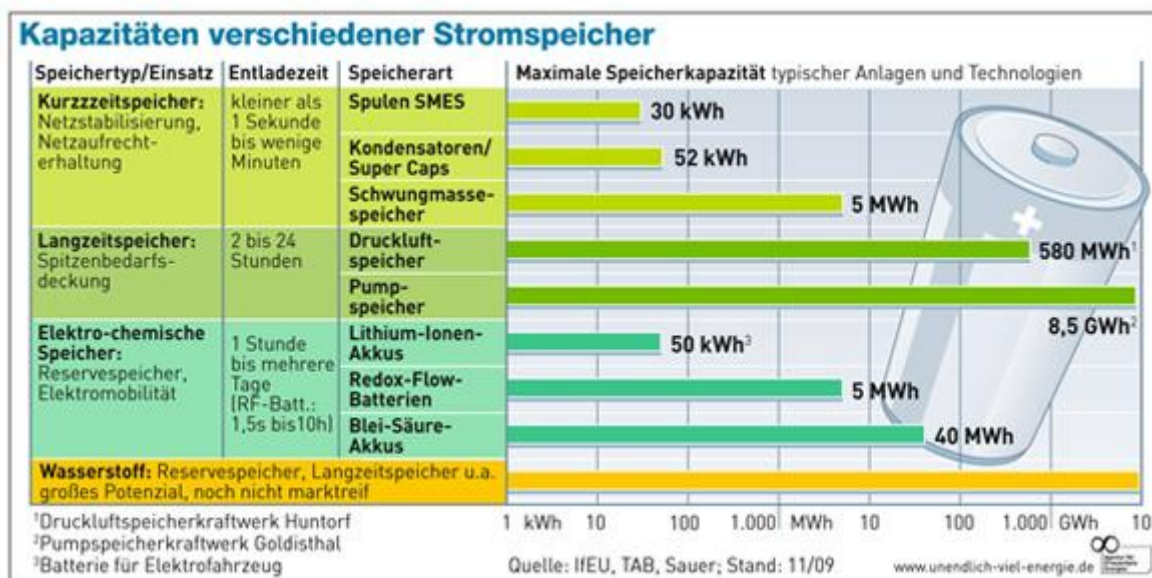 Kapazitäten verschiedener Stromspeicher
Speichertyp/Einsatz
Entladezeit
Speicherart
Maximale Speicherkapazität typischer Anlagen und Technologien
Kurzzzeitspeicher:
Netzstabilisierung,
Netzaufrecht-
erhaltung
kleiner als
1 Sekunde
bis wenige
Minuten
Spulen SMES
30 kWh
Kondensatoren/
Super Caps
52 kWh
Schwungmasse-
speicher
5 MWh
Langzeitspeicher:
Spitzenbedarfs-
deckung
2 bis 24
Stunden
Druckluft-
speicher
580 MWh¹
Pump-
speicher
8,5 GWh²
Elektro-chemische
Speicher:
Reservespeicher,
Elektromobilität
1 Stunde
bis mehrere
Tage
(RF-Batt.:
1,5s bis10h)
Lithium-Ionen-
Akkus
50 kWh³
Redox-Flow-
Batterien
5 MWh
Blei-Säure-
Akkus
40 MWh
Wasserstoff: Reservespeicher, Langzeitspeicher u.a.
großes Potenzial, noch nicht marktreif
1 kWh 10 100 1.000 MWh 10 100 1.000 GWh 10
¹Druckluftspeicherkraftwerk Huntorf
²Pumpspeicherkraftwerk Goldisthal
³Batterie für Elektrofahrzeug
Quelle: IfEU, TAB, Sauer; Stand: 11/09
www.unendlich-viel-energie.de